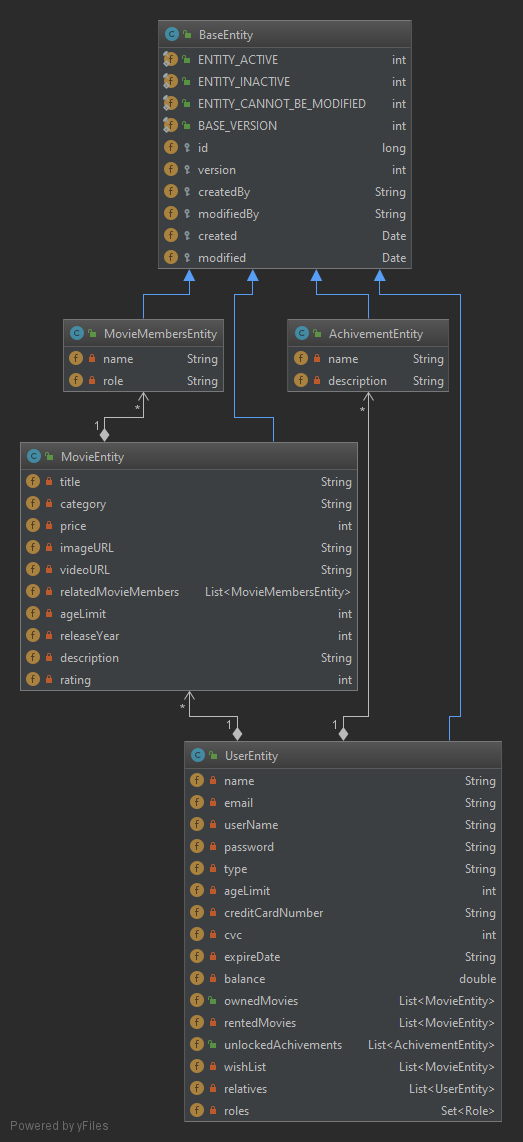 BaseEntity
ENTITY_ACTIVE int
ENTITY_INACTIVE int
ENTITY_CANNOT_BE_MODIFIED int
BASE_VERSION int
id long
version int
createdBy String
modifiedBy String
created Date
modified Date
MovieMembersEntity
name String
role String
AchivementEntity
name String
description String
*
1
*
MovieEntity
title String
category String
price int
imageURL String
videoURL String
relatedMovieMembers List<MovieMembersEntity>
ageLimit int
releaseYear int
description String
rating int
*
1
1
UserEntity
name String
email String
userName String
password String
type String
ageLimit int
creditCardNumber String
cvc int
expireDate String
balance double
ownedMovies List<MovieEntity>
rentedMovies List<MovieEntity>
unlockedAchivements List<AchivementEntity>
wishList List<MovieEntity>
relatives List<UserEntity>
roles Set<Role>
Powered by yFiles